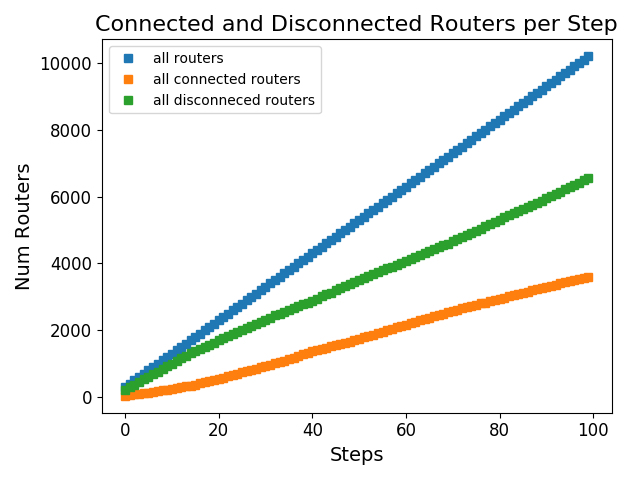 Connected and Disconnected Routers per Step
all routers
all connected routers
all disconneced routers
Num Routers
10000
8000
6000
4000
2000
0
0 20 40 60 80 100
Steps